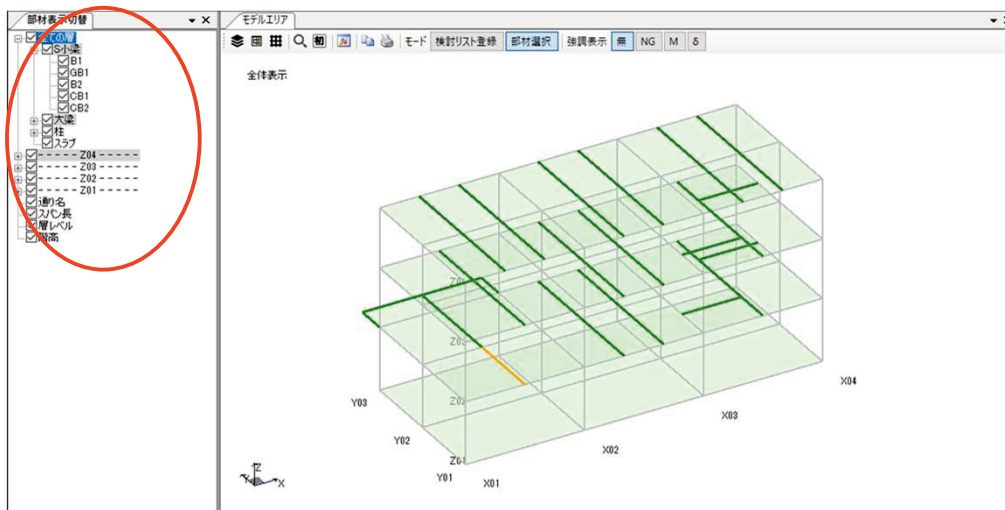 部材表示切替
全ての層
S小梁
B1
GB1
B2
CB1
CB2
大梁
柱
スラブ
------ Z04 ------
------ Z03 ------
------ Z02 ------
------ Z01 ------
通り名
スパン長
層レベル
階高
モデルエリア
初 モード 検討リスト登録 部材選択 強調表示 無 NG M δ
全体表示
Z03
Z02
Z01
Y03
Y02
Y01
X01
X02
X03
X04
Z
Y
X